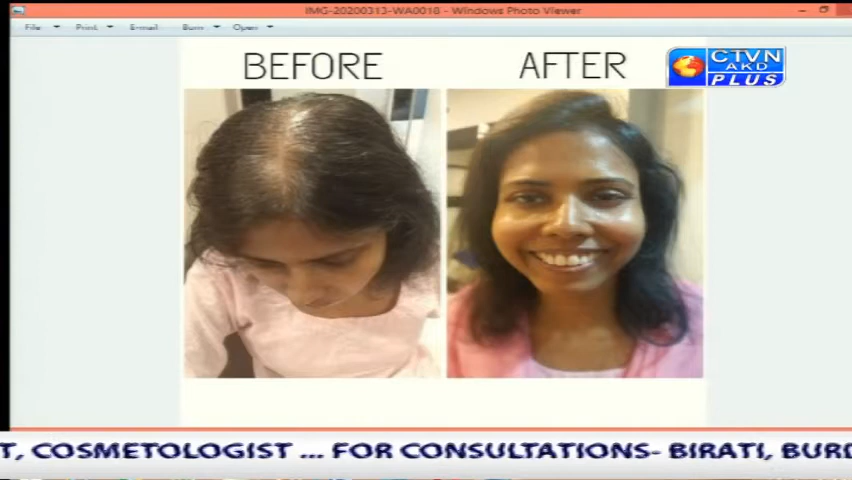 IMG-20200313-WA0018 - Windows Photo Viewer
File Print E-mail Burn Open
BEFORE AFTER
CTVN
AKD
PLUS
T, COSMETOLOGIST ... FOR CONSULTATIONS- BIRATI, BURD